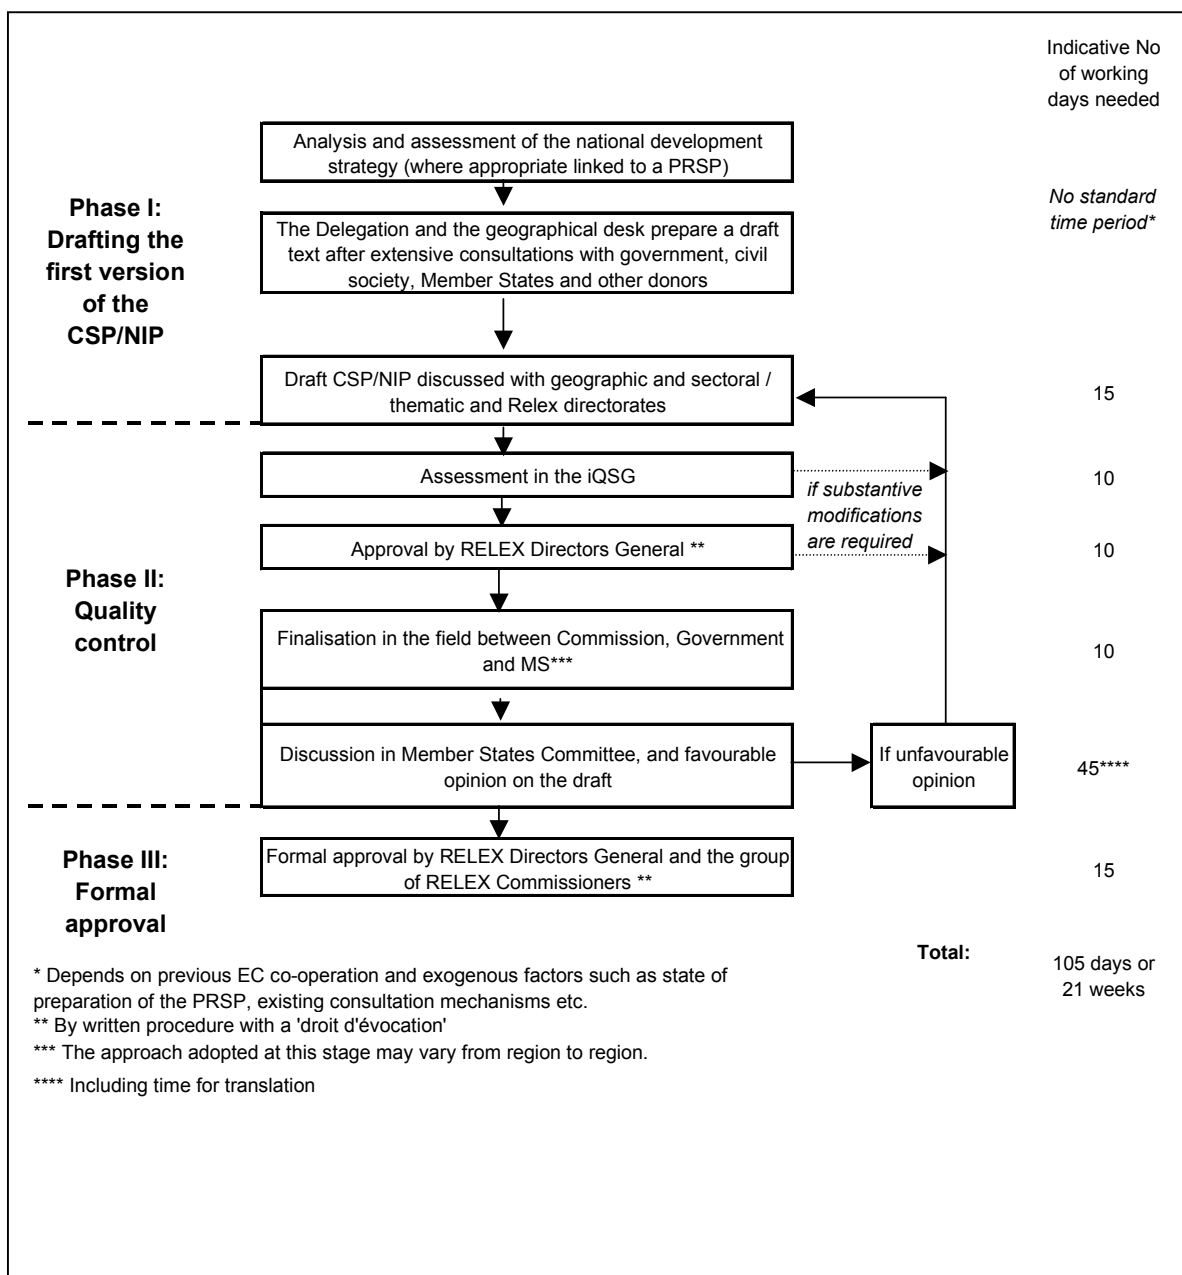 Indicative No
of working
days needed
Analysis and assessment of the national development
strategy (where appropriate linked to a PRSP)
Phase I:
Drafting the
first version
of the
CSP/NIP
No standard
time period*
The Delegation and the geographical desk prepare a draft
text after extensive consultations with government, civil
society, Member States and other donors
Draft CSP/NIP discussed with geographic and sectoral /
thematic and Relex directorates
15
Assessment in the iQSG
10
if substantive
modifications
are required
Approval by RELEX Directors General **
10
Phase II:
Quality
control
Finalisation in the field between Commission, Government
and MS***
10
Discussion in Member States Committee, and favourable
opinion on the draft
If unfavourable
opinion
45****
Phase III:
Formal
approval
Formal approval by RELEX Directors General and the group
of RELEX Commissioners **
15
Total:
105 days or
21 weeks
* Depends on previous EC co-operation and exogenous factors such as state of
preparation of the PRSP, existing consultation mechanisms etc.
** By written procedure with a 'droit d'évocation'
*** The approach adopted at this stage may vary from region to region.
**** Including time for translation